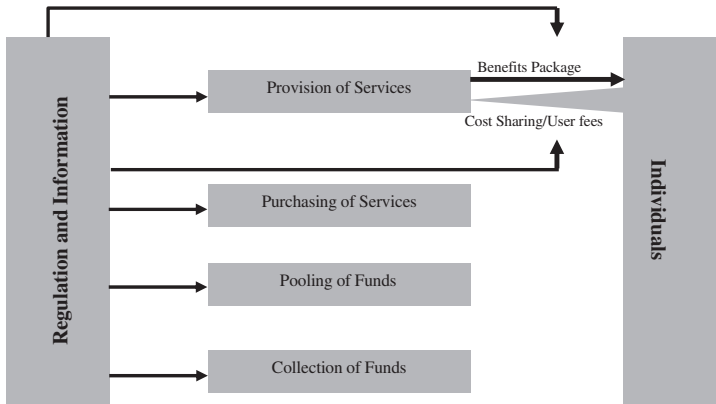 Regulation and Information
Provision of Services
Benefits Package
Cost Sharing/User fees
Purchasing of Services
Pooling of Funds
Collection of Funds
Individuals